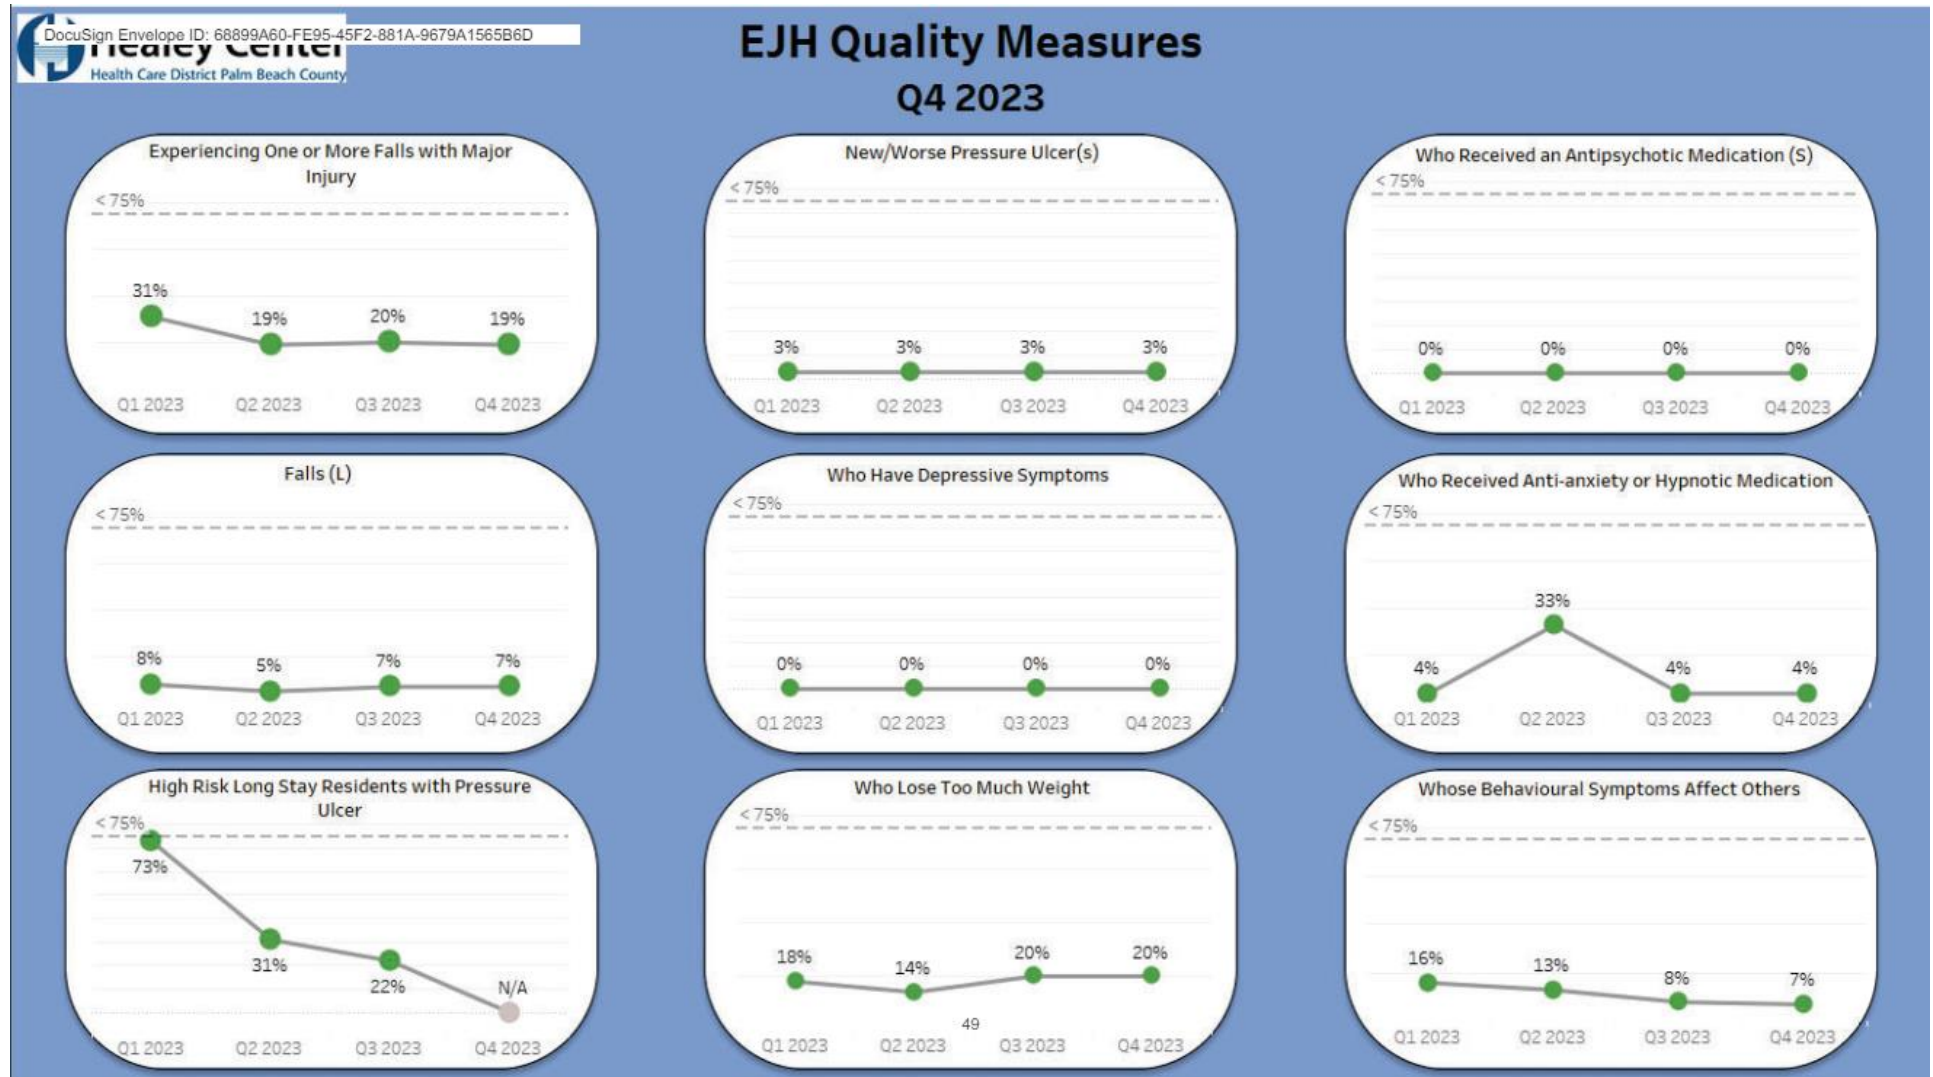 DocuSign Envelope ID: 68899A60-FE95-45F2-881A-9679A1565B6D
Healey Center
Health Care District Palm Beach County
EJH Quality Measures
Q4 2023
Experiencing One or More Falls with Major
Injury
< 75%
31%
19%
20%
19%
Q1 2023 Q2 2023 Q3 2023 Q4 2023
New/Worse Pressure Ulcer(s)
< 75%
3% 3% 3% 3%
Q1 2023 Q2 2023 Q3 2023 Q4 2023
Who Received an Antipsychotic Medication (S)
< 75%
0% 0% 0% 0%
Q1 2023 Q2 2023 Q3 2023 Q4 2023
Falls (L)
< 75%
8% 5% 7% 7%
Q1 2023 Q2 2023 Q3 2023 Q4 2023
Who Have Depressive Symptoms
< 75%
0% 0% 0% 0%
Q1 2023 Q2 2023 Q3 2023 Q4 2023
Who Received Anti-anxiety or Hypnotic Medication
< 75%
4%
33%
4%
4%
Q1 2023 Q2 2023 Q3 2023 Q4 2023
High Risk Long Stay Residents with Pressure
Ulcer
< 75%
73%
31%
22%
N/A
Q1 2023 Q2 2023 Q3 2023 Q4 2023
Who Lose Too Much Weight
< 75%
18% 14% 20% 20%
49
Q1 2023 Q2 2023 Q3 2023 Q4 2023
Whose Behavioural Symptoms Affect Others
< 75%
16% 13% 8% 7%
Q1 2023 Q2 2023 Q3 2023 Q4 2023